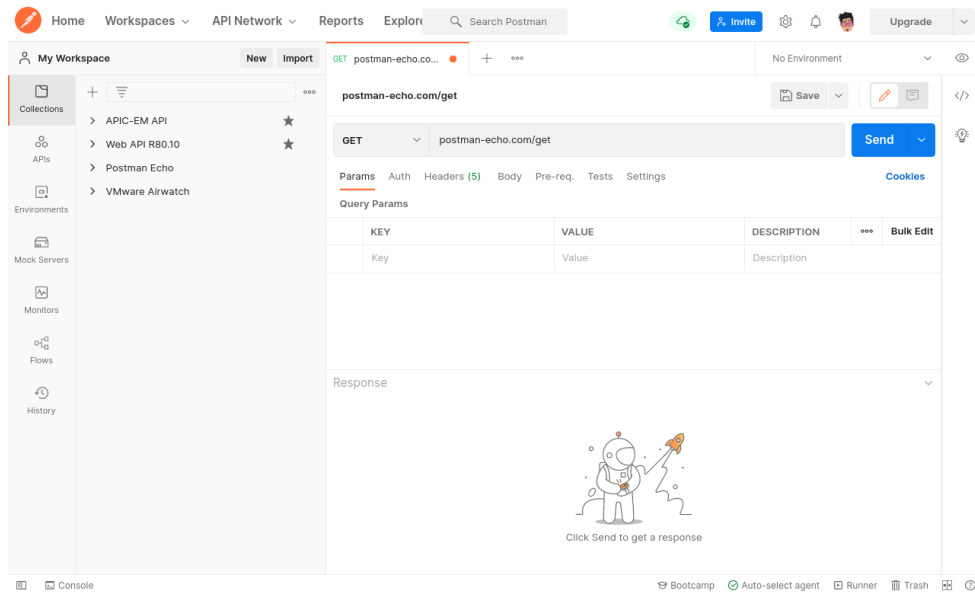 Home Workspaces API Network Reports Explor Search Postman Invite Upgrade
My Workspace New Import GET postman-echo.co... No Environment
Collections
APIs
Environments
Mock Servers
Monitors
Flows
History
APIC-EM API
Web API R80.10
Postman Echo
VMware Airwatch
postman-echo.com/get Save
GET postman-echo.com/get Send
Params Auth Headers (5) Body Pre-req. Tests Settings Cookies
Query Params
KEY VALUE DESCRIPTION Bulk Edit
Key Value Description
Response
Click Send to get a response
Console Bootcamp Auto-select agent Runner Trash